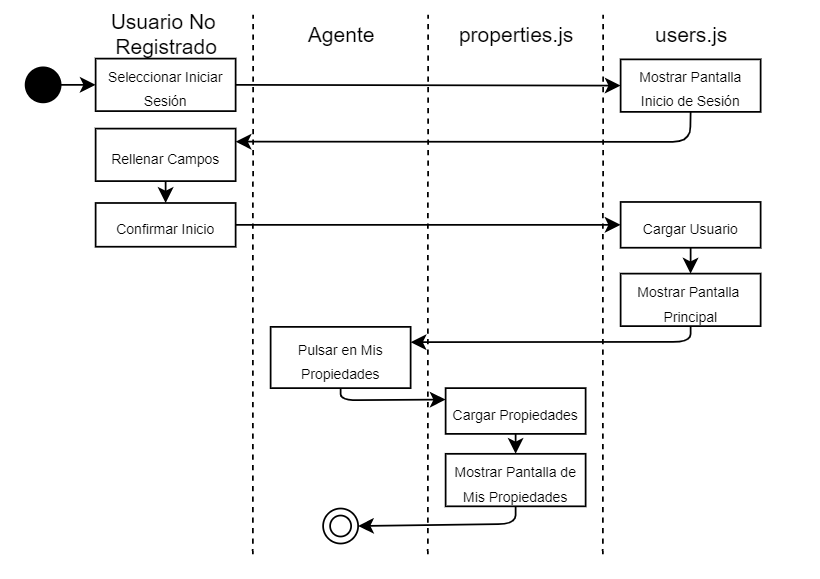 Usuario No
Registrado
Agente
properties.js
users.js
Seleccionar Iniciar
Sesión
Mostrar Pantalla
Inicio de Sesión
Rellenar Campos
Confirmar Inicio
Cargar Usuario
Mostrar Pantalla
Principal
Pulsar en Mis
Propiedades
Cargar Propiedades
Mostrar Pantalla de
Mis Propiedades